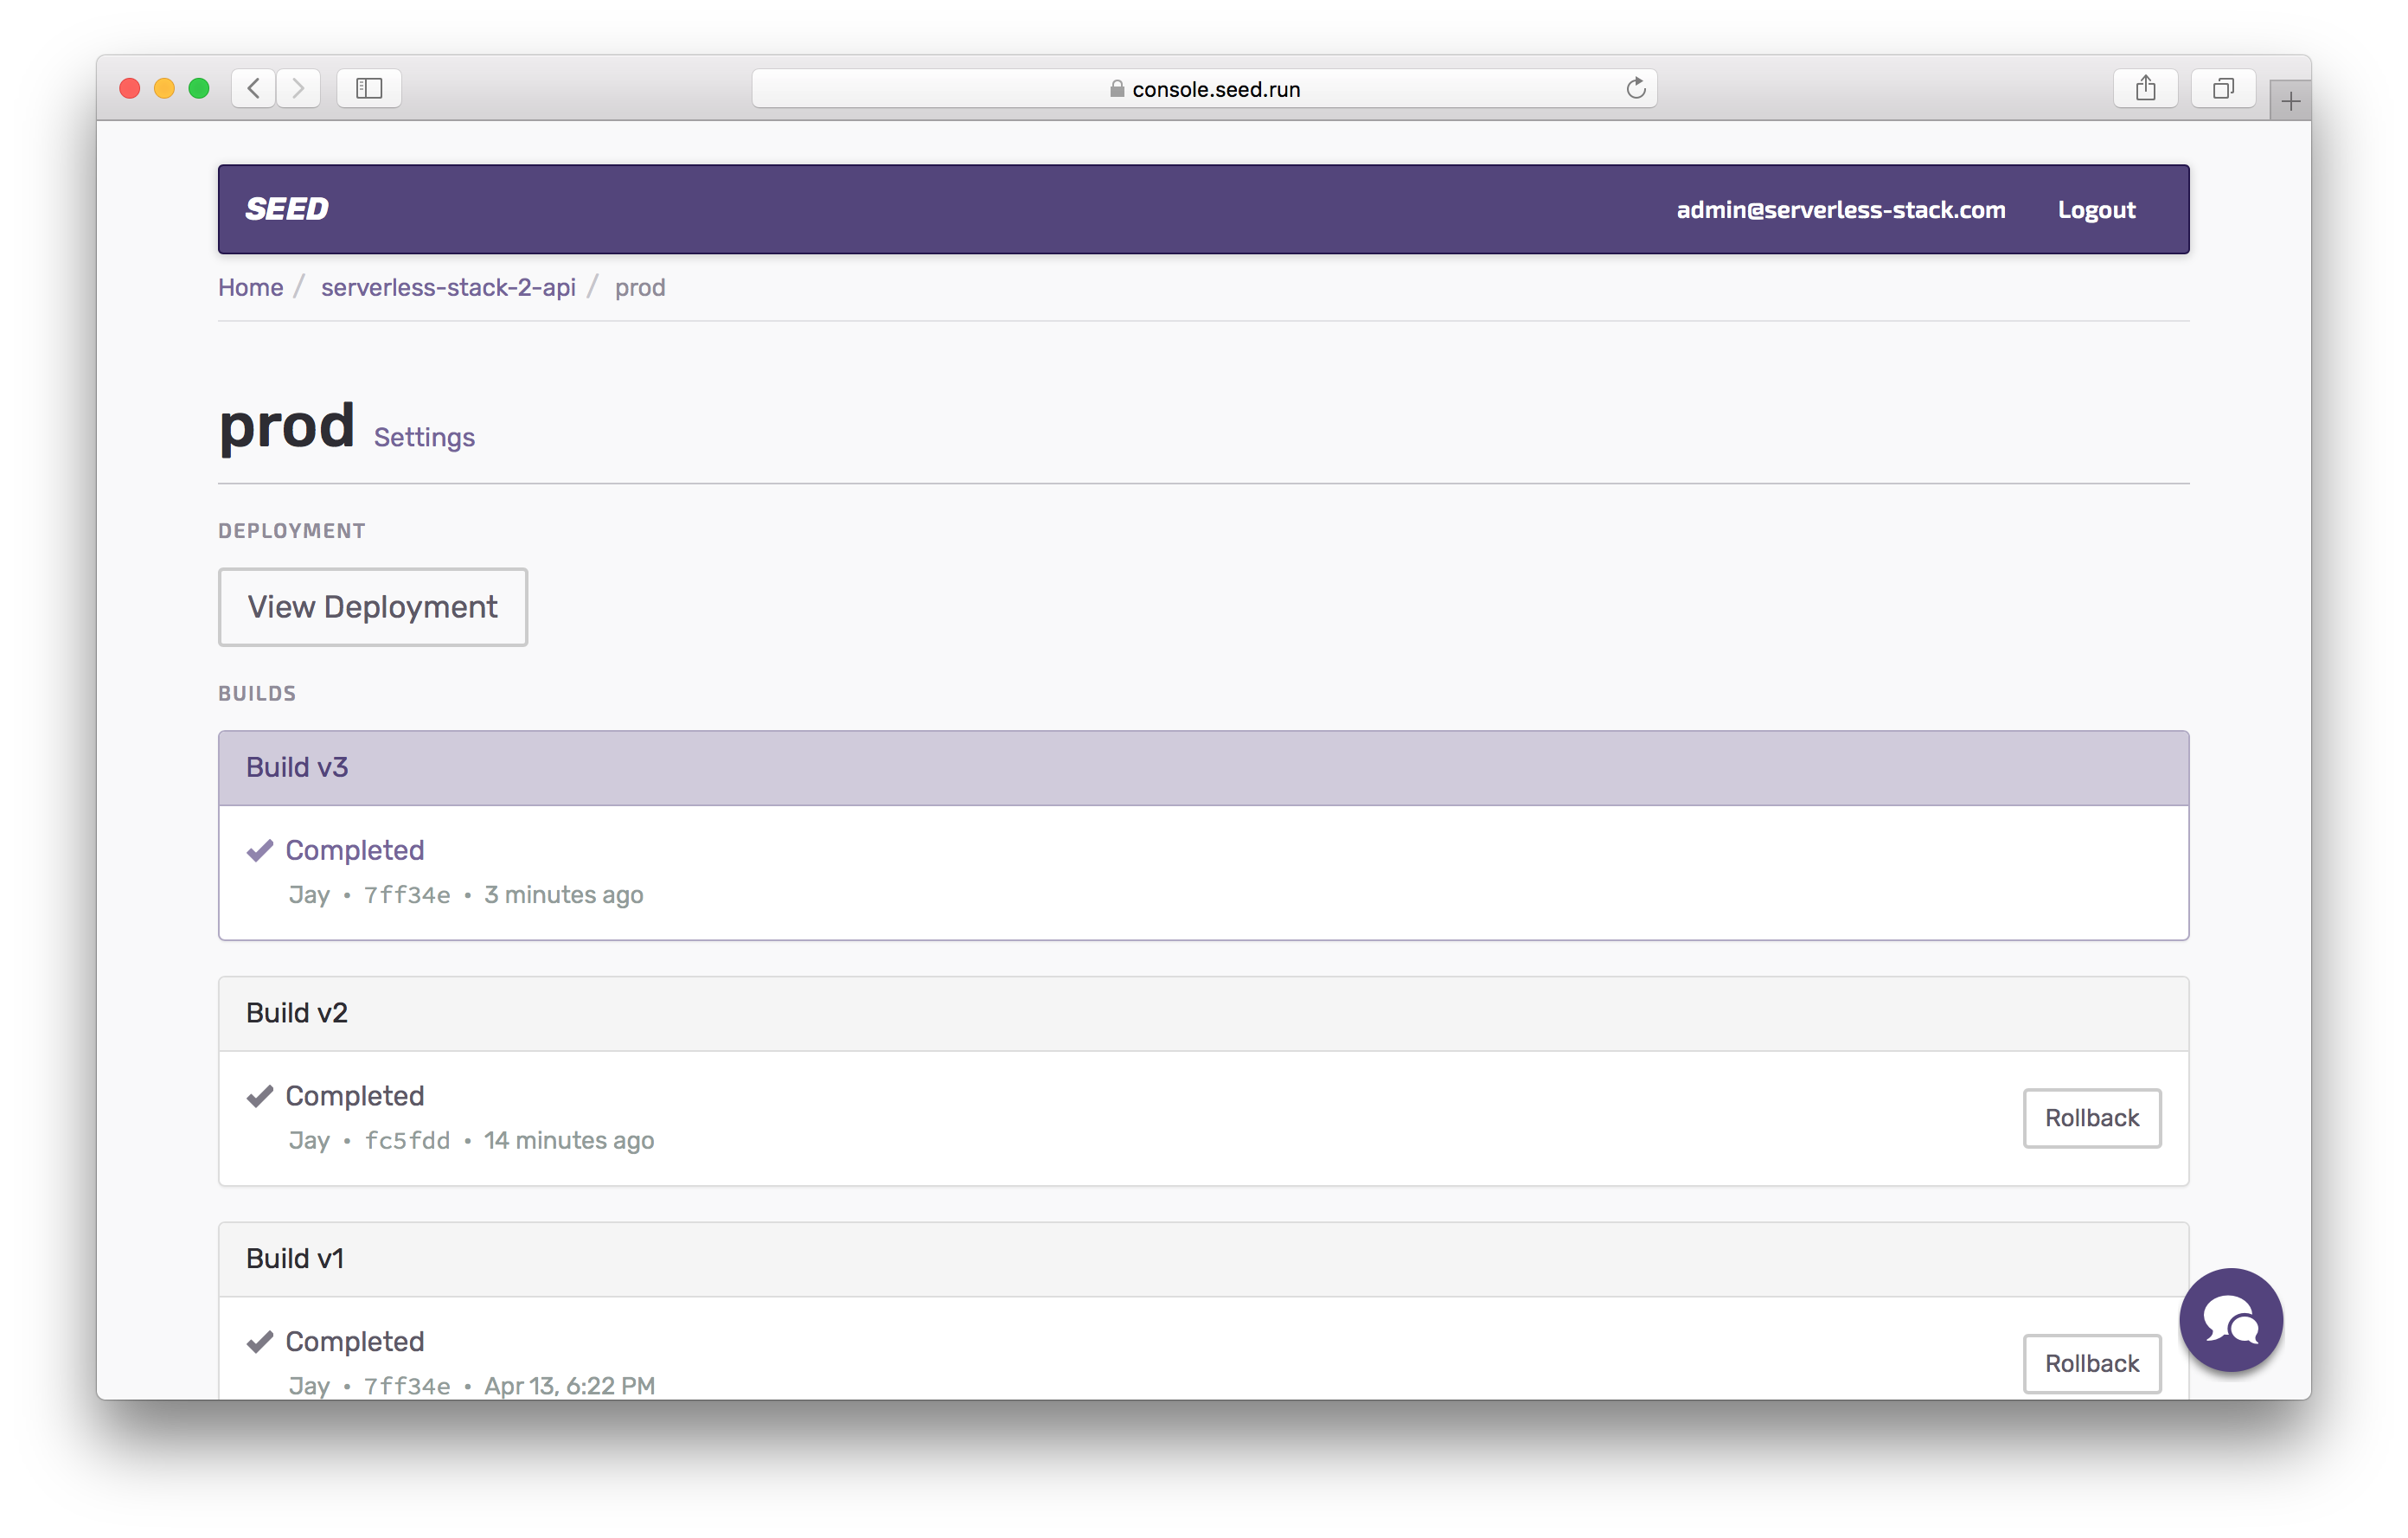 console.seed.run
SEED admin@serverless-stack.com Logout
Home / serverless-stack-2-api / prod
prod Settings
DEPLOYMENT
View Deployment
BUILDS
Build v3
Completed
Jay • 7ff34e • 3 minutes ago
Build v2
Completed
Jay • fc5fdd • 14 minutes ago
Rollback
Build v1
Completed
Jay • 7ff34e • Apr 13, 6:22 PM
Rollback